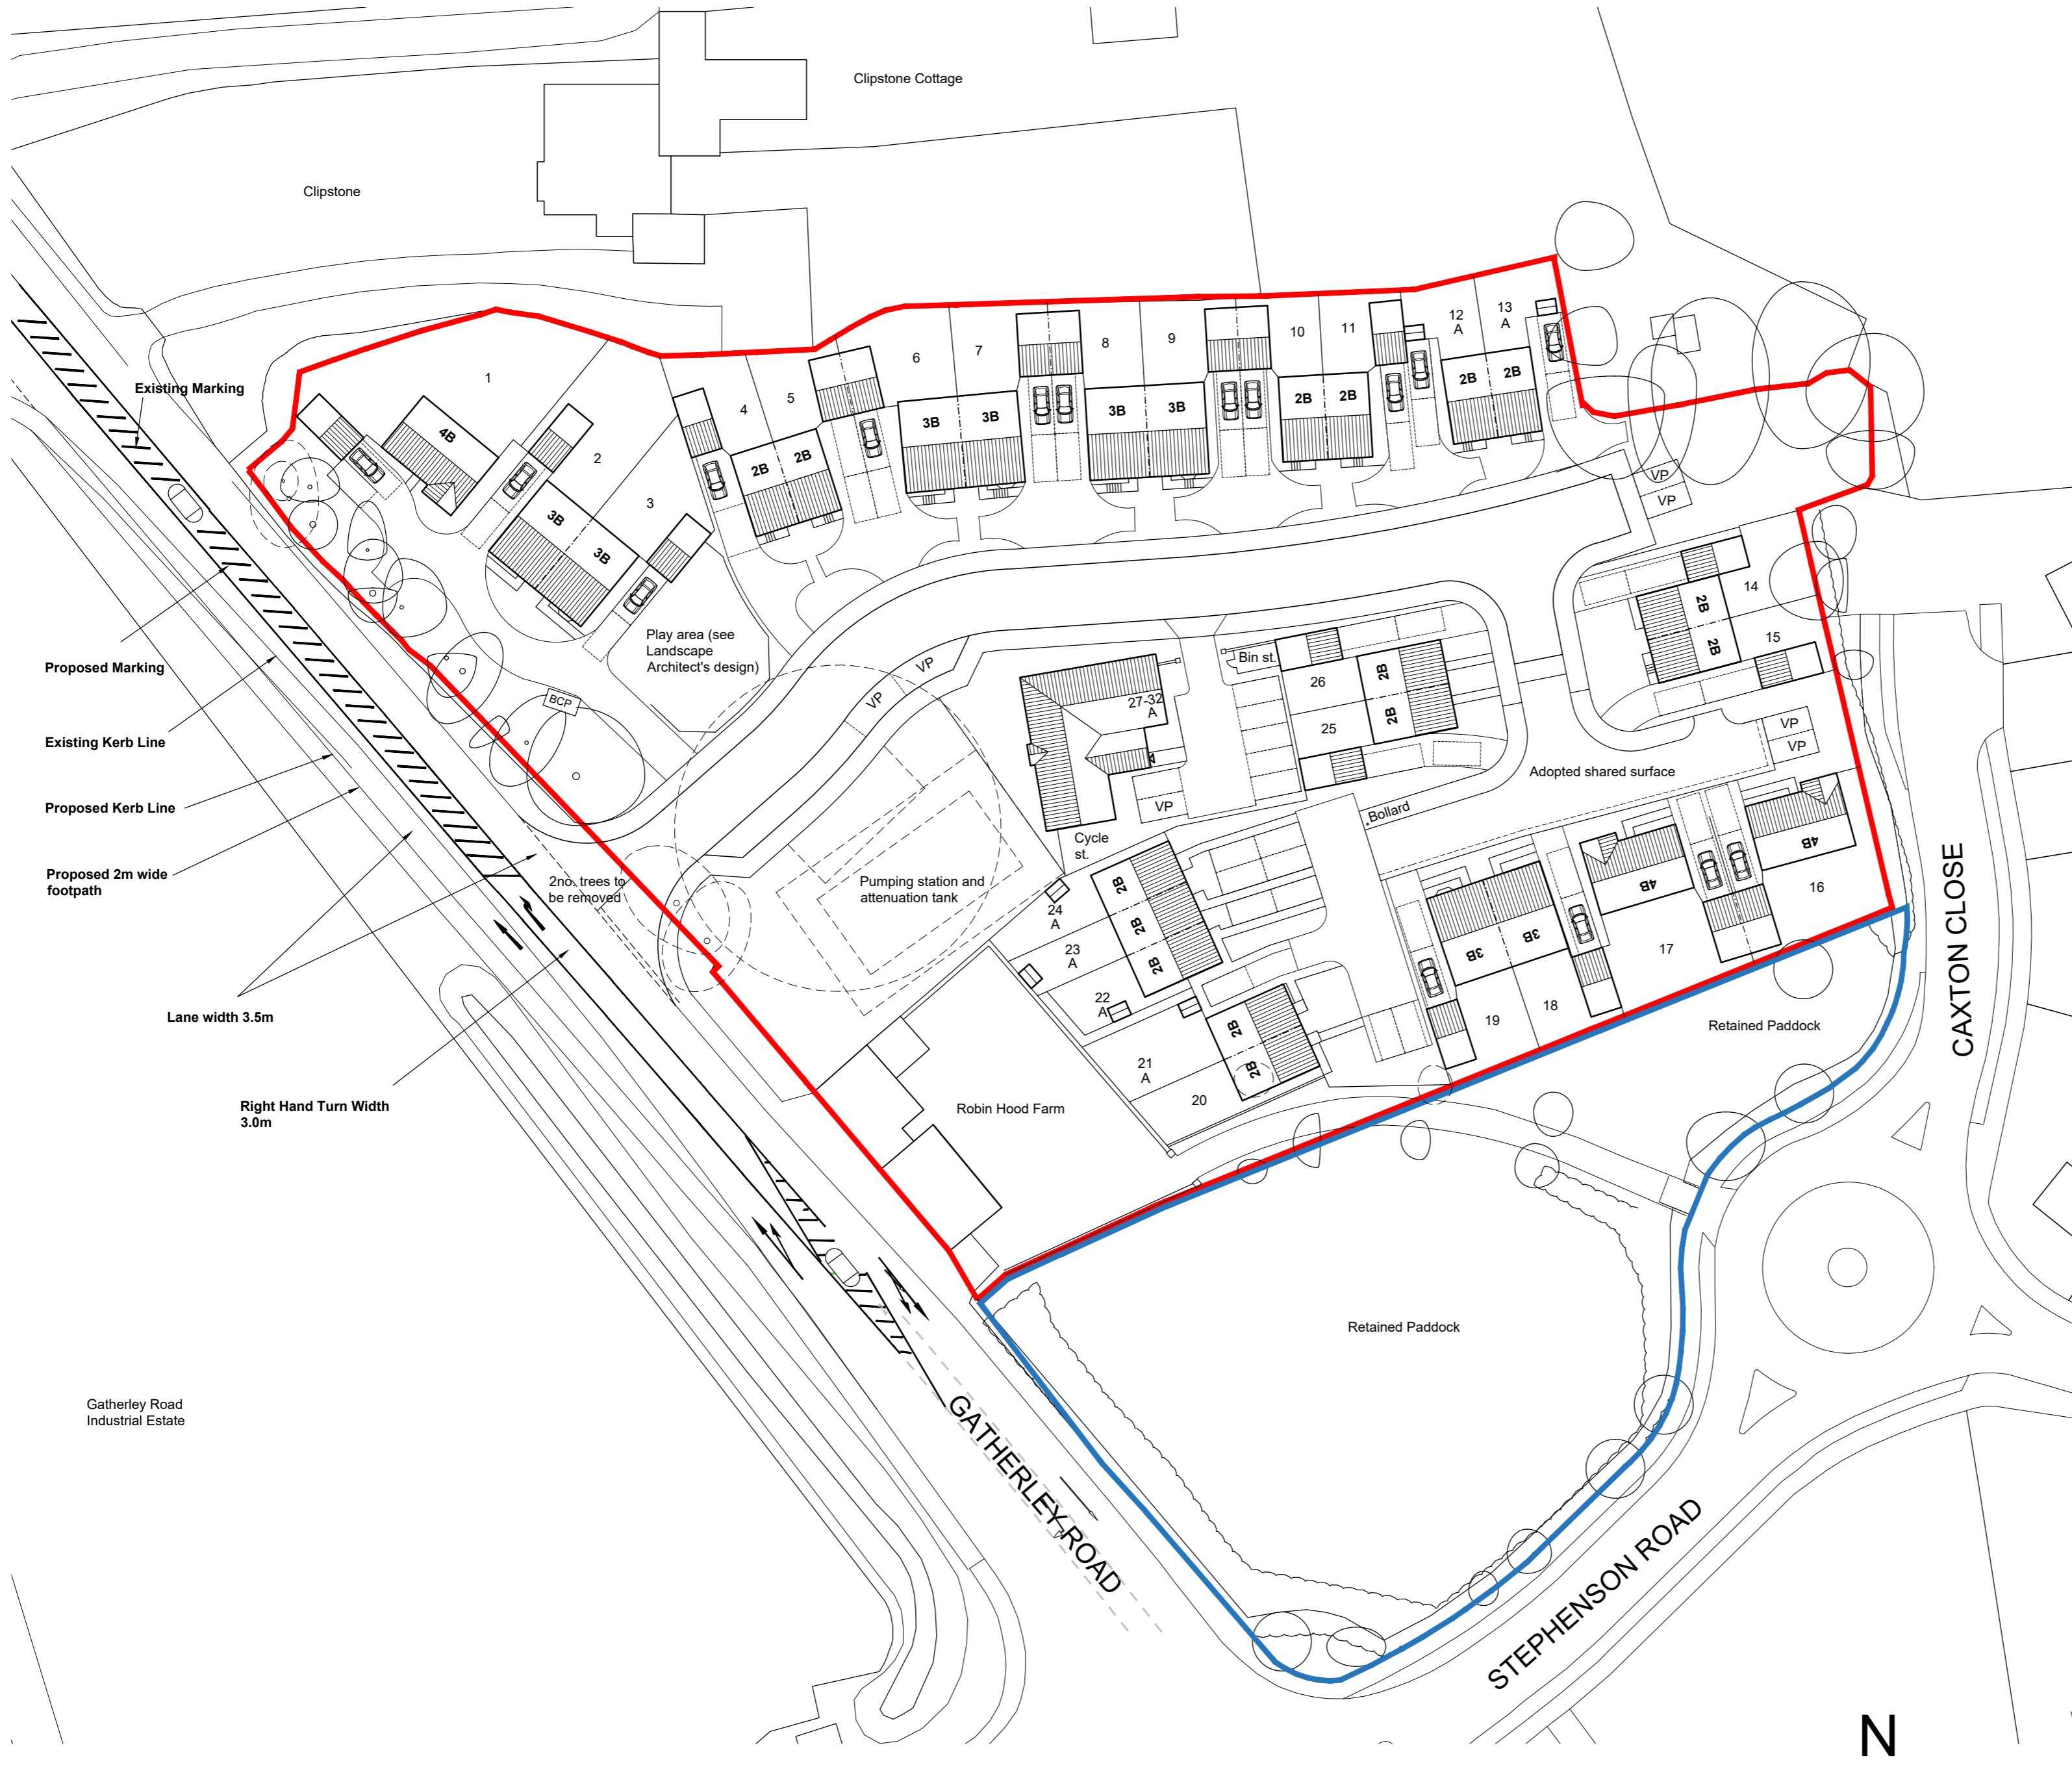 Clipstone Cottage
Clipstone
Existing Marking
Proposed Marking
Existing Kerb Line
Proposed Kerb Line
Proposed 2m wide
footpath
Lane width 3.5m
Right Hand Turn Width
3.0m
Gatherley Road
Industrial Estate
1
4B
2
3B
3
3B
4
2B
5
2B
6
3B
7
3B
8
3B
9
3B
10
2B
11
2B
12
A
2B
13
A
2B
VP
VP
14
2B
15
2B
VP
VP
Play area (see
Landscape
Architect's design)
BCP
VP
VP
27-32
A
Bin st.
26
2B
25
2B
VP
Cycle
st.
Bollard
Adopted shared surface
2no. trees to
be removed
Pumping station and
attenuation tank
24
A
2B
23
A
2B
22
A
2B
21
A
2B
20
2B
19
3B
18
3B
17
4B
16
4B
Robin Hood Farm
Retained Paddock
Retained Paddock
CAXTON CLOSE
GATHERLEY ROAD
STEPHENSON ROAD
N